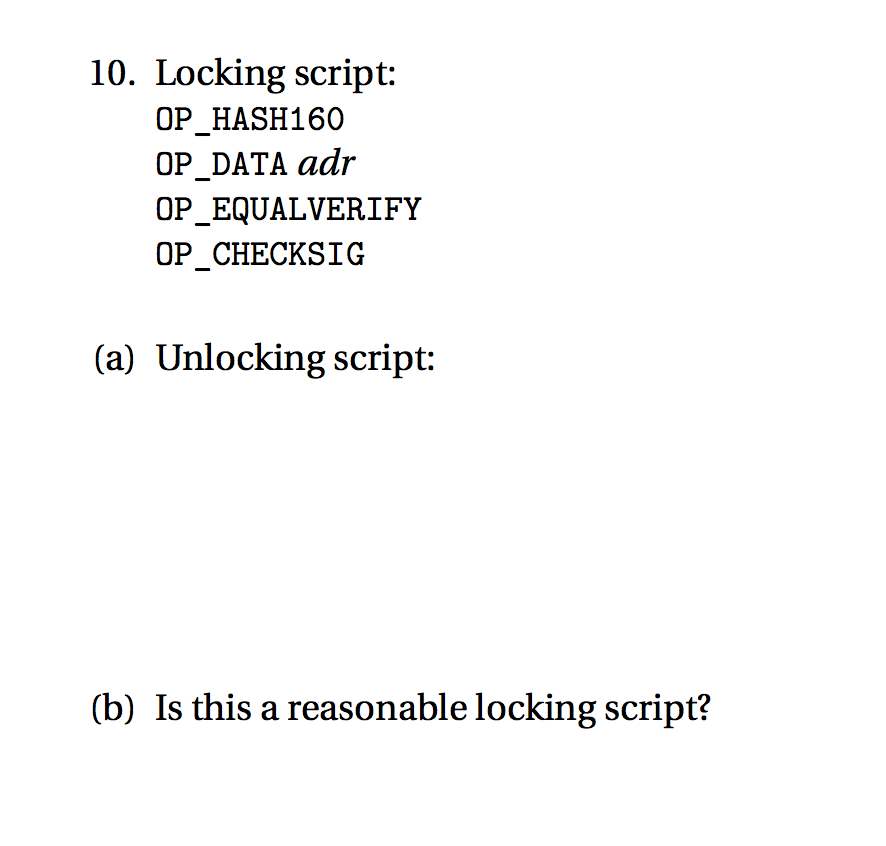 10. Locking script:
OP_HASH160
OP_DATA adr
OP_EQUALVERIFY
OP_CHECKSIG
(a) Unlocking script:
(b) Is this a reasonable locking script?